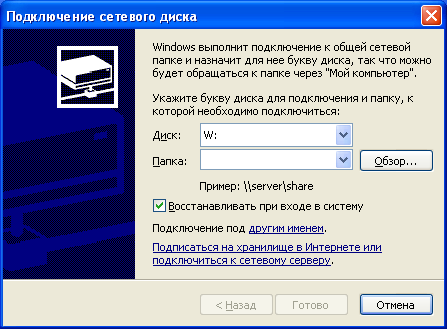 Подключение сетевого диска
Windows выполнит подключение к общей сетевой
папке и назначит для нее букву диска, так что можно
будет обращаться к папке через "Мой компьютер".
Укажите букву диска для подключения и папку, к
которой необходимо подключиться:
Диск: W:
Папка: Обзор...
Пример: \\server\share
Восстанавливать при входе в систему
Подключение под другим именем.
Подписаться на хранилище в Интернете или
подключиться к сетевому серверу.
< Назад Готово Отмена